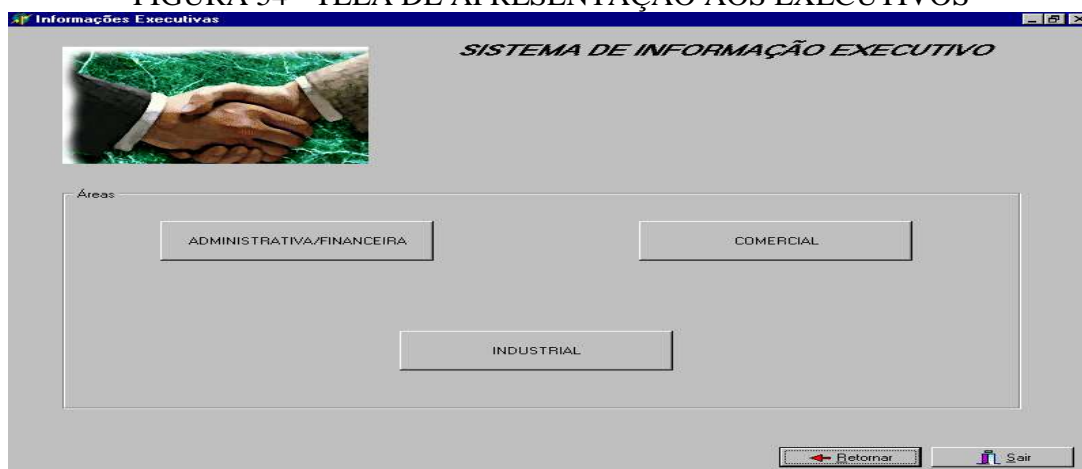 FIGURA 34 - TELA DE APRESENTAÇÃO AOS EXECUTIVOS
Informações Executivas
SISTEMA DE INFORMAÇÃO EXECUTIVO
Áreas
ADMINISTRATIVA/FINANCEIRA
COMERCIAL
INDUSTRIAL
Retornar
Sair